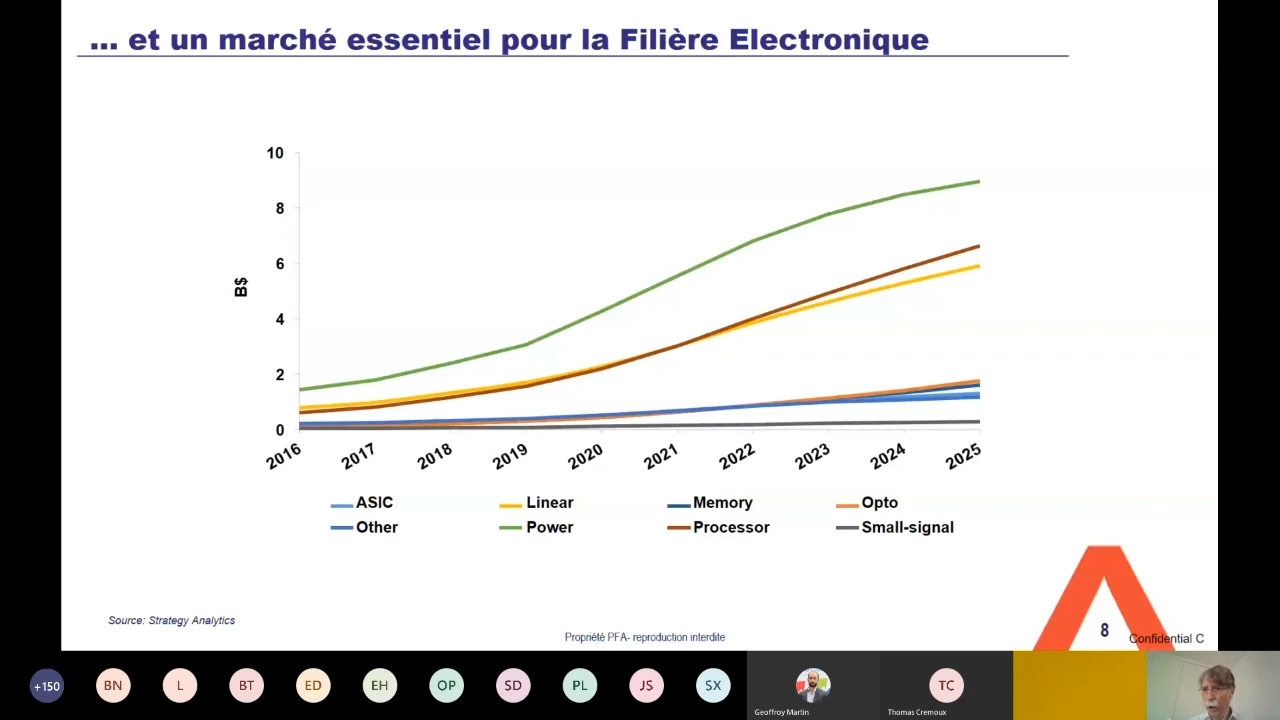 ... et un marché essentiel pour la Filière Electronique
10
8
6
4
2
0
B$
2016 2017 2018 2019 2020 2021 2022 2023 2024 2025
ASIC Linear Memory Opto
Other Power Processor Small-signal
Source: Strategy Analytics
Propriété PFA- reproduction interdite
8
Confidential C
+150 BN L BT ED EH OP SD PL JS SX TC
Geoffroy Martin Thomas Cremoux